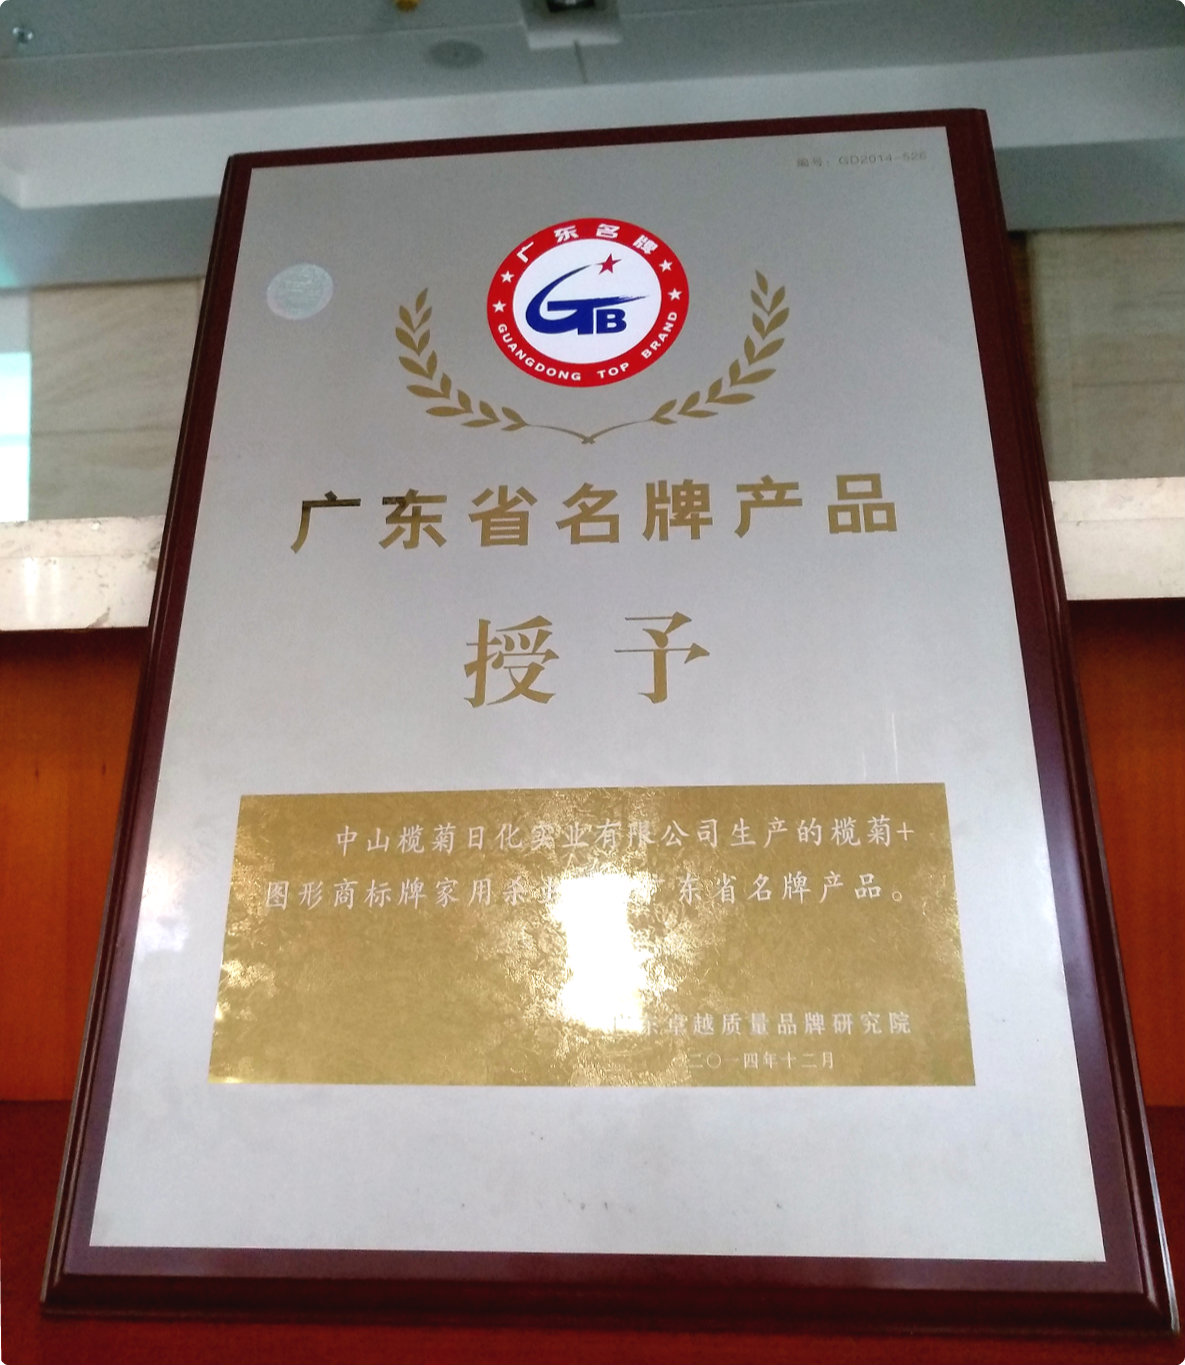 编号：GD2014-526
广东名牌
GTB
GUANGDONG TOP BRAND
广东省名牌产品
授予
中山榄菊日化实业有限公司生产的榄菊+
图形商标牌家用杀 东省名牌产品。
卓越质量品牌研究院
二〇一四年十二月